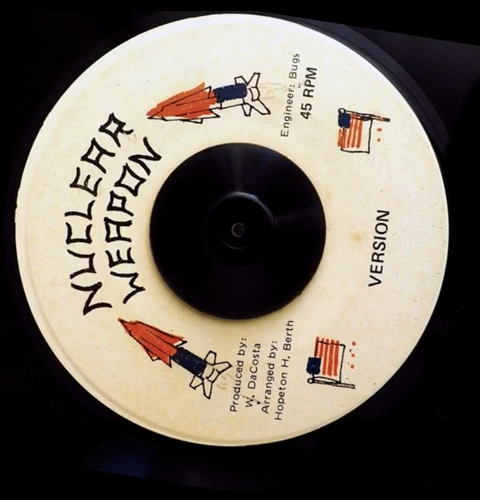 NUCLEAR
WEAPON
Engineer: Bugs
45 RPM
Produced by:
W. DaCosta
Arranged by:
Hopeton H. Berth
VERSION